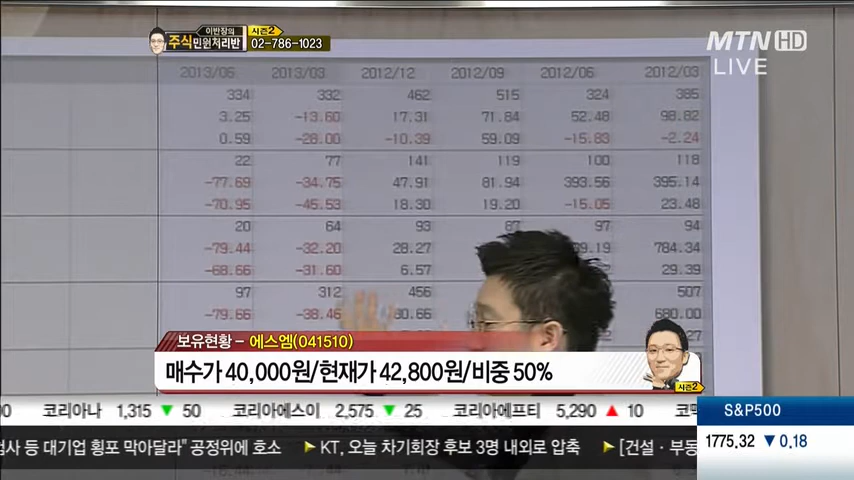 이반장의 시즌2
주식민원처리반 02-786-1023
MTN HD
LIVE
2013/06 2013/03 2012/12 2012/09 2012/06 2012/03
334 332 462 515 324 385
3.25 -13.60 17.31 71.84 52.48 98.82
0.59 -28.00 -10.39 59.09 -15.83 -2.24
22 77 141 119 100 118
-77.69 -34.75 47.91 81.94 393.56 395.14
-70.95 -45.53 18.30 19.20 -15.05 23.48
20 64 93 87 97 94
-79.44 -32.20 28.27 784.34
-68.66 -31.60 6.57 29.39
97 312 456 507
-79.66 -38.46 680.00
보유현황 - 에스엠(041510)
매수가 40,000원/현재가 42,800원/비중 50%
시즌2
0 코리아나 1,315 ▼ 50 코리아에스이 2,575 ▼ 25 코리아에프티 5,290 ▲ 10 S&P500
1775.32 ▼ 0.18
사 등 대기업 횡포 막아달라" 공정위에 호소 ▶ KT, 오늘 차기회장 후보 3명 내외로 압축 ▶ [건설ㆍ부동